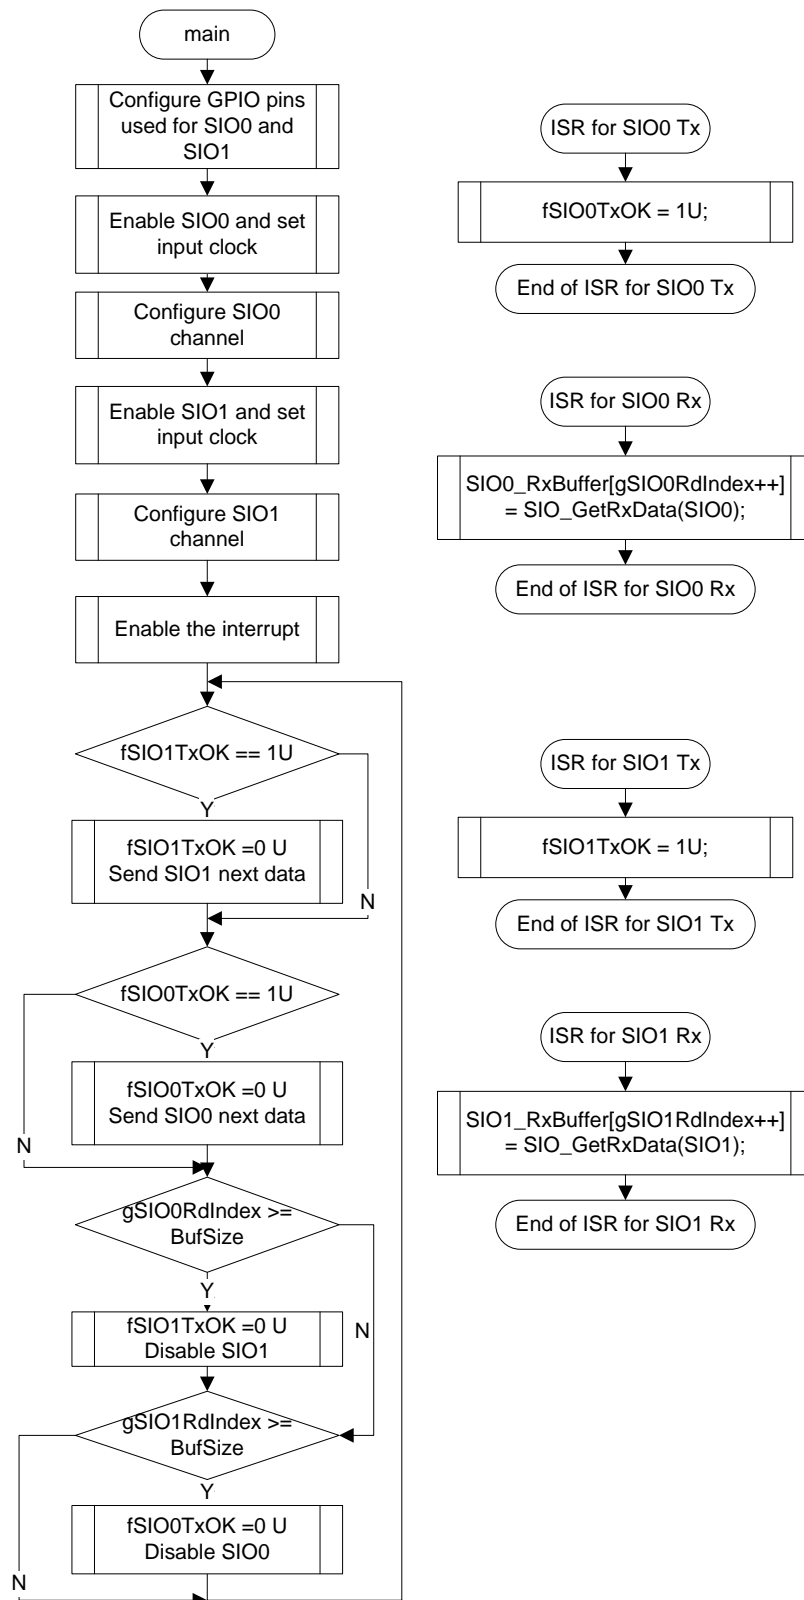 main
Configure GPIO pins
used for SIO0 and
SIO1
Enable SIO0 and set
input clock
Configure SIO0
channel
Enable SIO1 and set
input clock
Configure SIO1
channel
Enable the interrupt
fSIO1TxOK == 1U
Y
fSIO1TxOK =0 U
Send SIO1 next data
N
fSIO0TxOK == 1U
Y
fSIO0TxOK =0 U
Send SIO0 next data
N
gSIO0RdIndex >=
BufSize
Y
fSIO1TxOK =0 U
Disable SIO1
N
gSIO1RdIndex >=
BufSize
Y
fSIO0TxOK =0 U
Disable SIO0
N
ISR for SIO0 Tx
fSIO0TxOK = 1U;
End of ISR for SIO0 Tx
ISR for SIO0 Rx
SIO0_RxBuffer[gSIO0RdIndex++]
= SIO_GetRxData(SIO0);
End of ISR for SIO0 Rx
ISR for SIO1 Tx
fSIO1TxOK = 1U;
End of ISR for SIO1 Tx
ISR for SIO1 Rx
SIO1_RxBuffer[gSIO1RdIndex++]
= SIO_GetRxData(SIO1);
End of ISR for SIO1 Rx